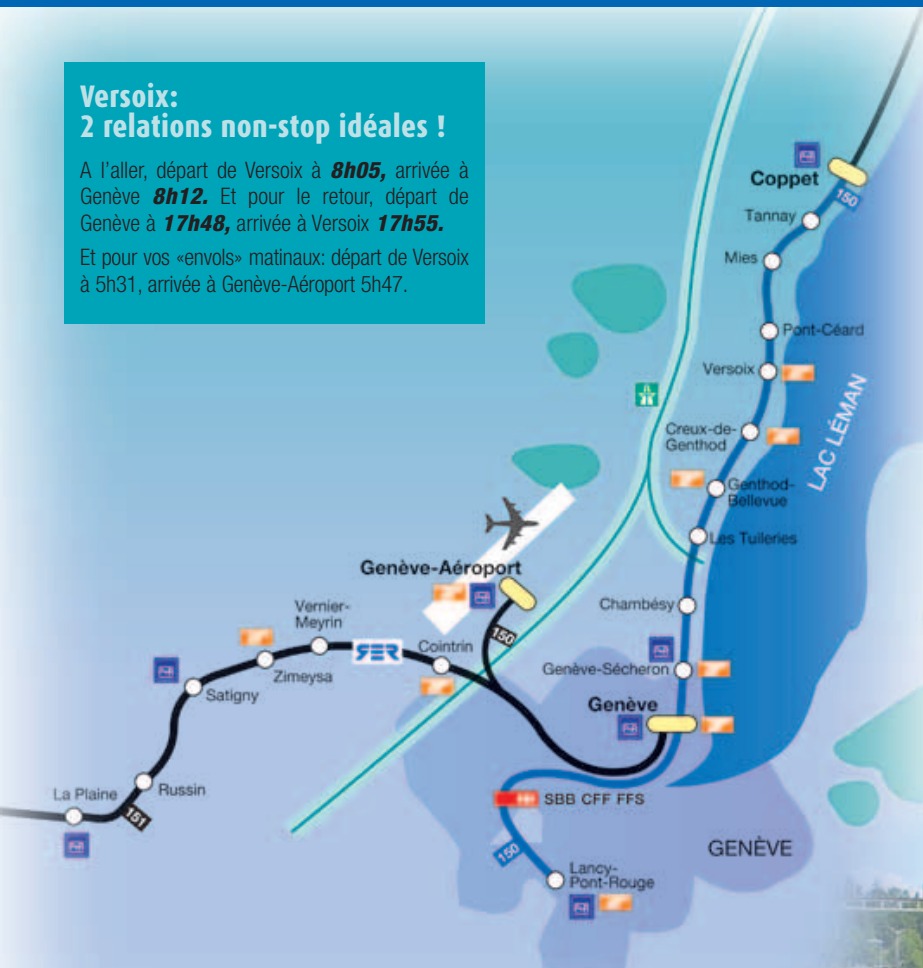 Versoix:
2 relations non-stop idéales !
A l'aller, départ de Versoix à 8h05, arrivée à
Genève 8h12. Et pour le retour, départ de
Genève à 17h48, arrivée à Versoix 17h55.
Et pour vos «envols» matinaux: départ de Versoix
à 5h31, arrivée à Genève-Aéroport 5h47.
Coppet
150
Tannay
Mies
Pont-Céard
Versoix
LAC LÉMAN
Creux-de-
Genthod
Genthod-
Bellevue
Les Tuileries
Genève-Aéroport
150
Chambésy
Vernier-
Meyrin
RER
Cointrin
Zimeysa
Genève-Sécheron
Satigny
Genève
La Plaine
Russin
151
SBB CFF FFS
GENÈVE
150
Lancy-
Pont-Rouge